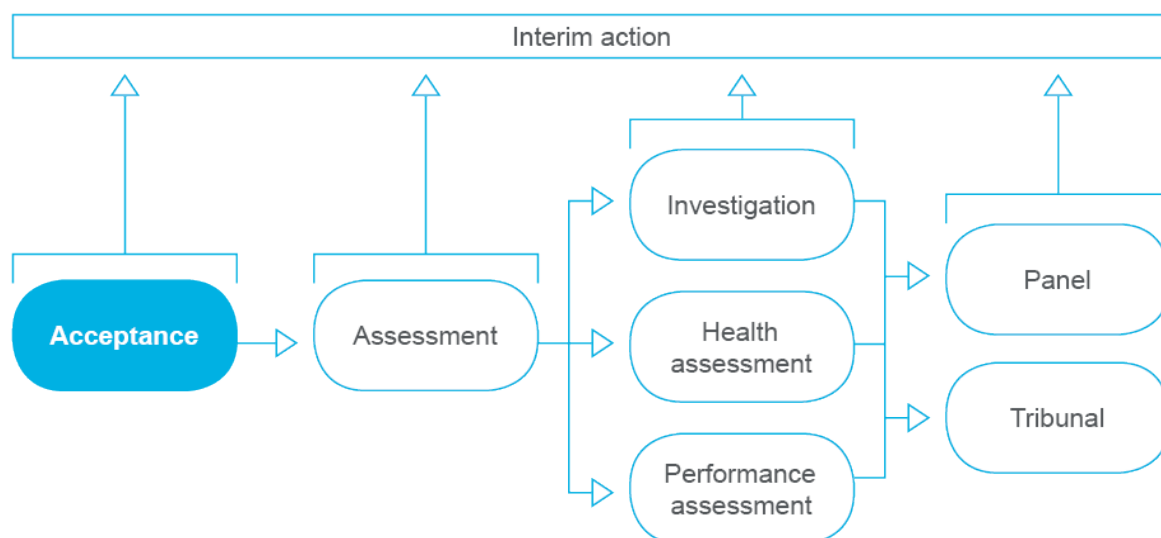 Interim action
Acceptance
Assessment
Investigation
Health
assessment
Performance
assessment
Panel
Tribunal